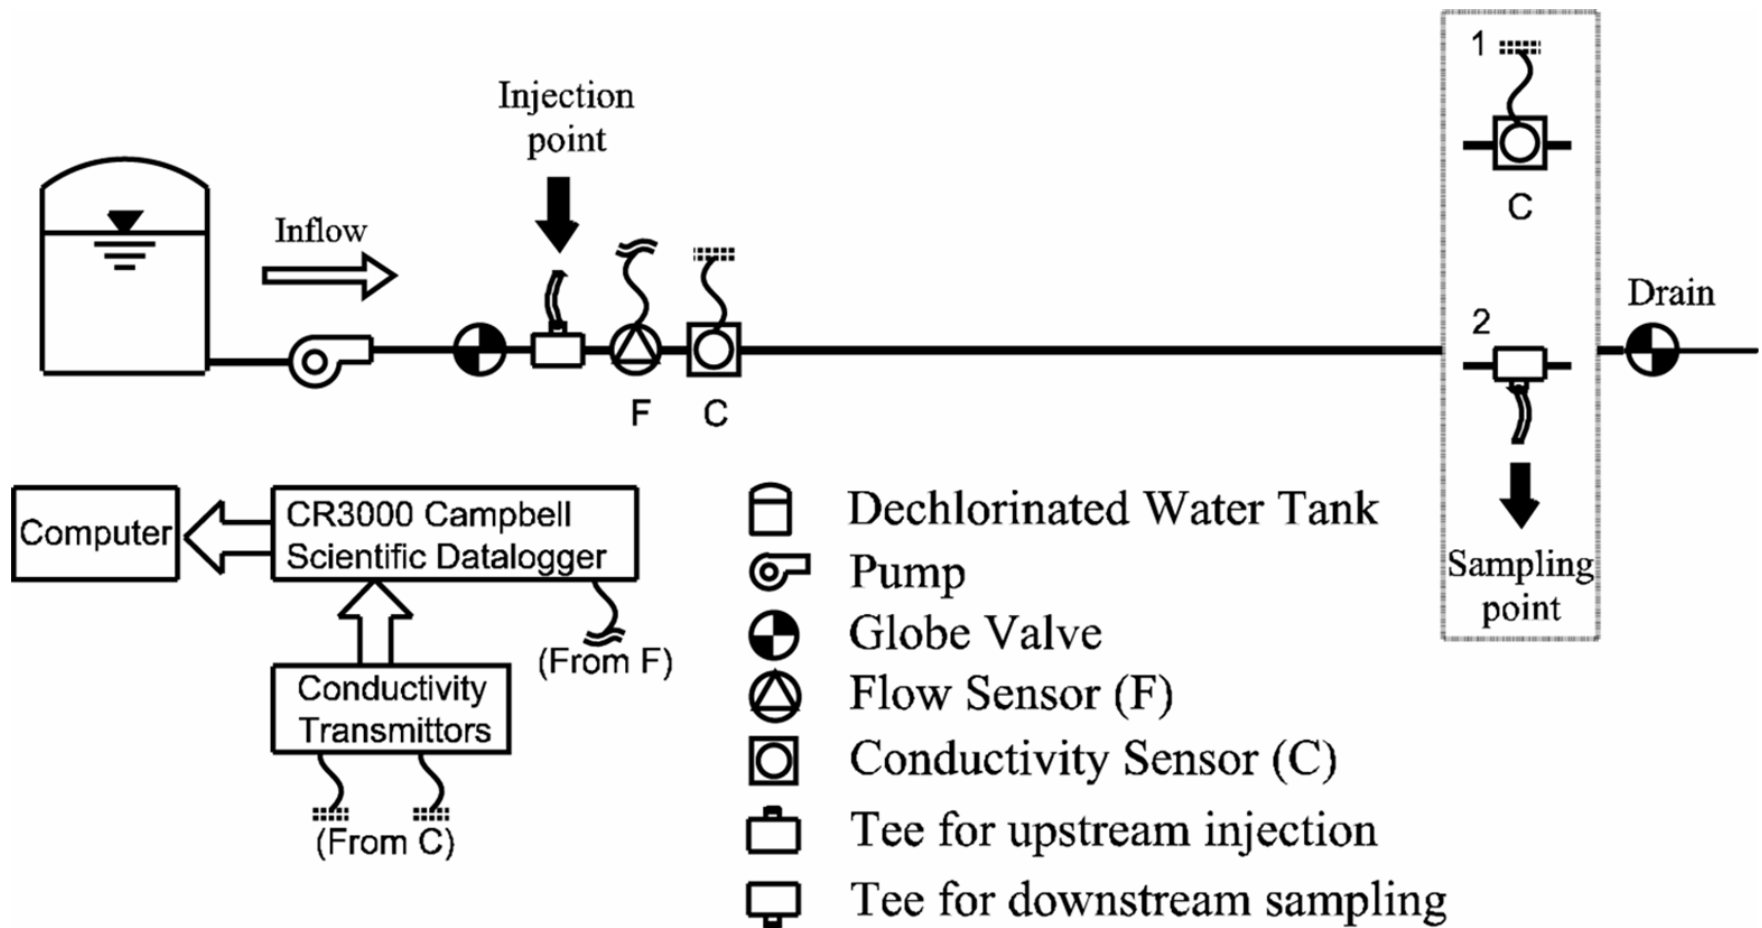 Injection
point
Inflow
F
C
1
C
2
Drain
Sampling
point
Computer
CR3000 Campbell
Scientific Datalogger
(From F)
Conductivity
Transmittors
(From C)
Dechlorinated Water Tank
Pump
Globe Valve
Flow Sensor (F)
Conductivity Sensor (C)
Tee for upstream injection
Tee for downstream sampling